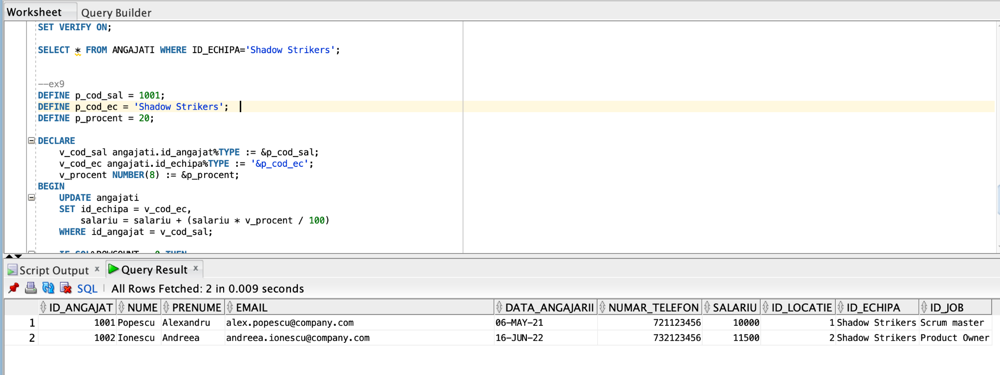 Worksheet Query Builder
SET VERIFY ON;
SELECT * FROM ANGAJATI WHERE ID_ECHIPA='Shadow Strikers';
--ex9
DEFINE p_cod_sal = 1001;
DEFINE p_cod_ec = 'Shadow Strikers';
DEFINE p_procent = 20;
DECLARE
v_cod_sal angajati.id_angajat%TYPE := &p_cod_sal;
v_cod_ec angajati.id_echipa%TYPE := '&p_cod_ec';
v_procent NUMBER(8) := &p_procent;
BEGIN
UPDATE angajati
SET id_echipa = v_cod_ec,
salariu = salariu + (salariu * v_procent / 100)
WHERE id_angajat = v_cod_sal;
Script Output x Query Result x
SQL | All Rows Fetched: 2 in 0.009 seconds
ID_ANGAJAT NUME PRENUME EMAIL DATA_ANGAJARII NUMAR_TELEFON SALARIU ID_LOCATIE ID_ECHIPA ID_JOB
1 1001 Popescu Alexandru alex.popescu@company.com 06-MAY-21 721123456 10000 1 Shadow Strikers Scrum master
2 1002 Ionescu Andreea andreea.ionescu@company.com 16-JUN-22 732123456 11500 2 Shadow Strikers Product Owner